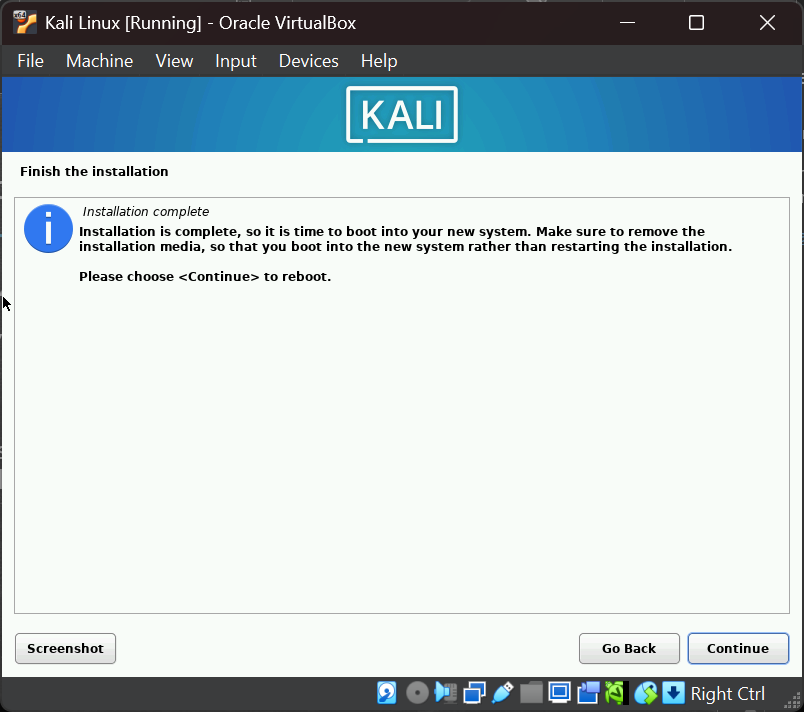 Kali Linux [Running] - Oracle VirtualBox
File Machine View Input Devices Help
KALI
Finish the installation
Installation complete
Installation is complete, so it is time to boot into your new system. Make sure to remove the
installation media, so that you boot into the new system rather than restarting the installation.
Please choose <Continue> to reboot.
Screenshot Go Back Continue
Right Ctrl